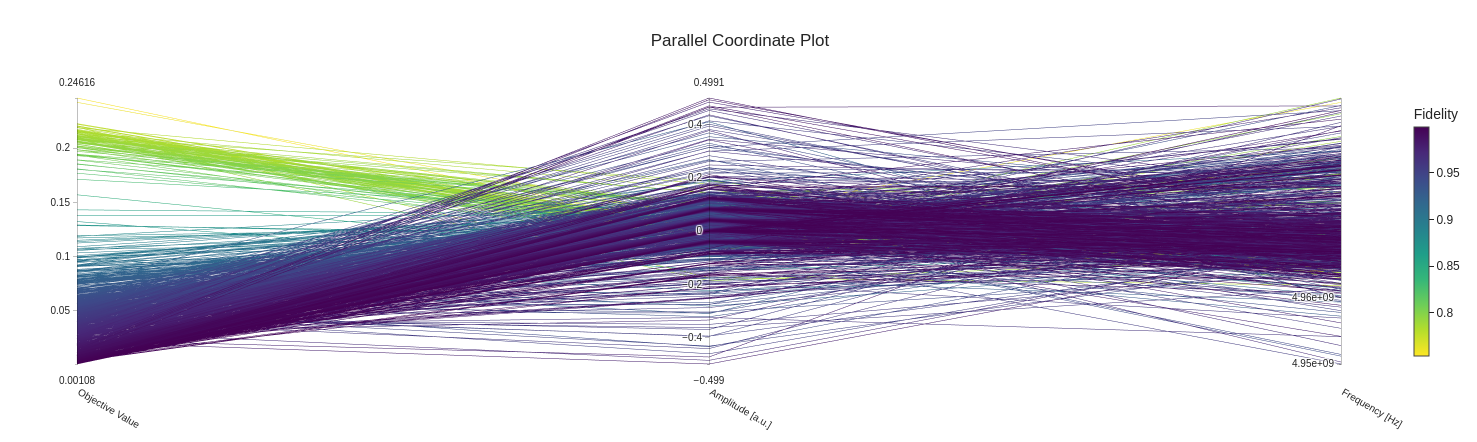 Parallel Coordinate Plot
0.24616
0.4991
Fidelity
0.2
0.15
0.1
0.05
0.4
0.2
0
−0.2
−0.4
4.96e+09
4.95e+09
0.95
0.9
0.85
0.8
0.00108
−0.499
Objective Value
Amplitude [a.u.]
Frequency [Hz]